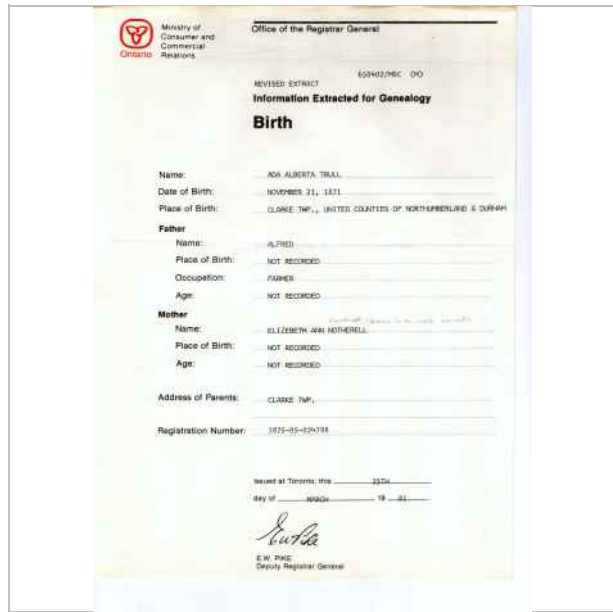 Ministry of
Consumer and
Commercial
Relations
Ontario
Office of the Registrar General
REVISED EXTRACT
Information Extracted for Genealogy
Birth
Name: ADA ALBERTA TRULL
Date of Birth: NOVEMBER 21, 1871
Place of Birth: CLARKE TWP., UNITED COUNTIES OF NORTHUMBERLAND & DURHAM
Father
Name: ALFRED
Place of Birth: NOT RECORDED
Occupation: FARMER
Age: NOT RECORDED
Mother
Name: ELIZEBETH ANN NOTHERELL
Place of Birth: NOT RECORDED
Age: NOT RECORDED
Address of Parents: CLARKE TWP.
Registration Number:
Issued at Toronto, this 25TH
day of MARCH 19 81
E.W. PIKE
Deputy Registrar General